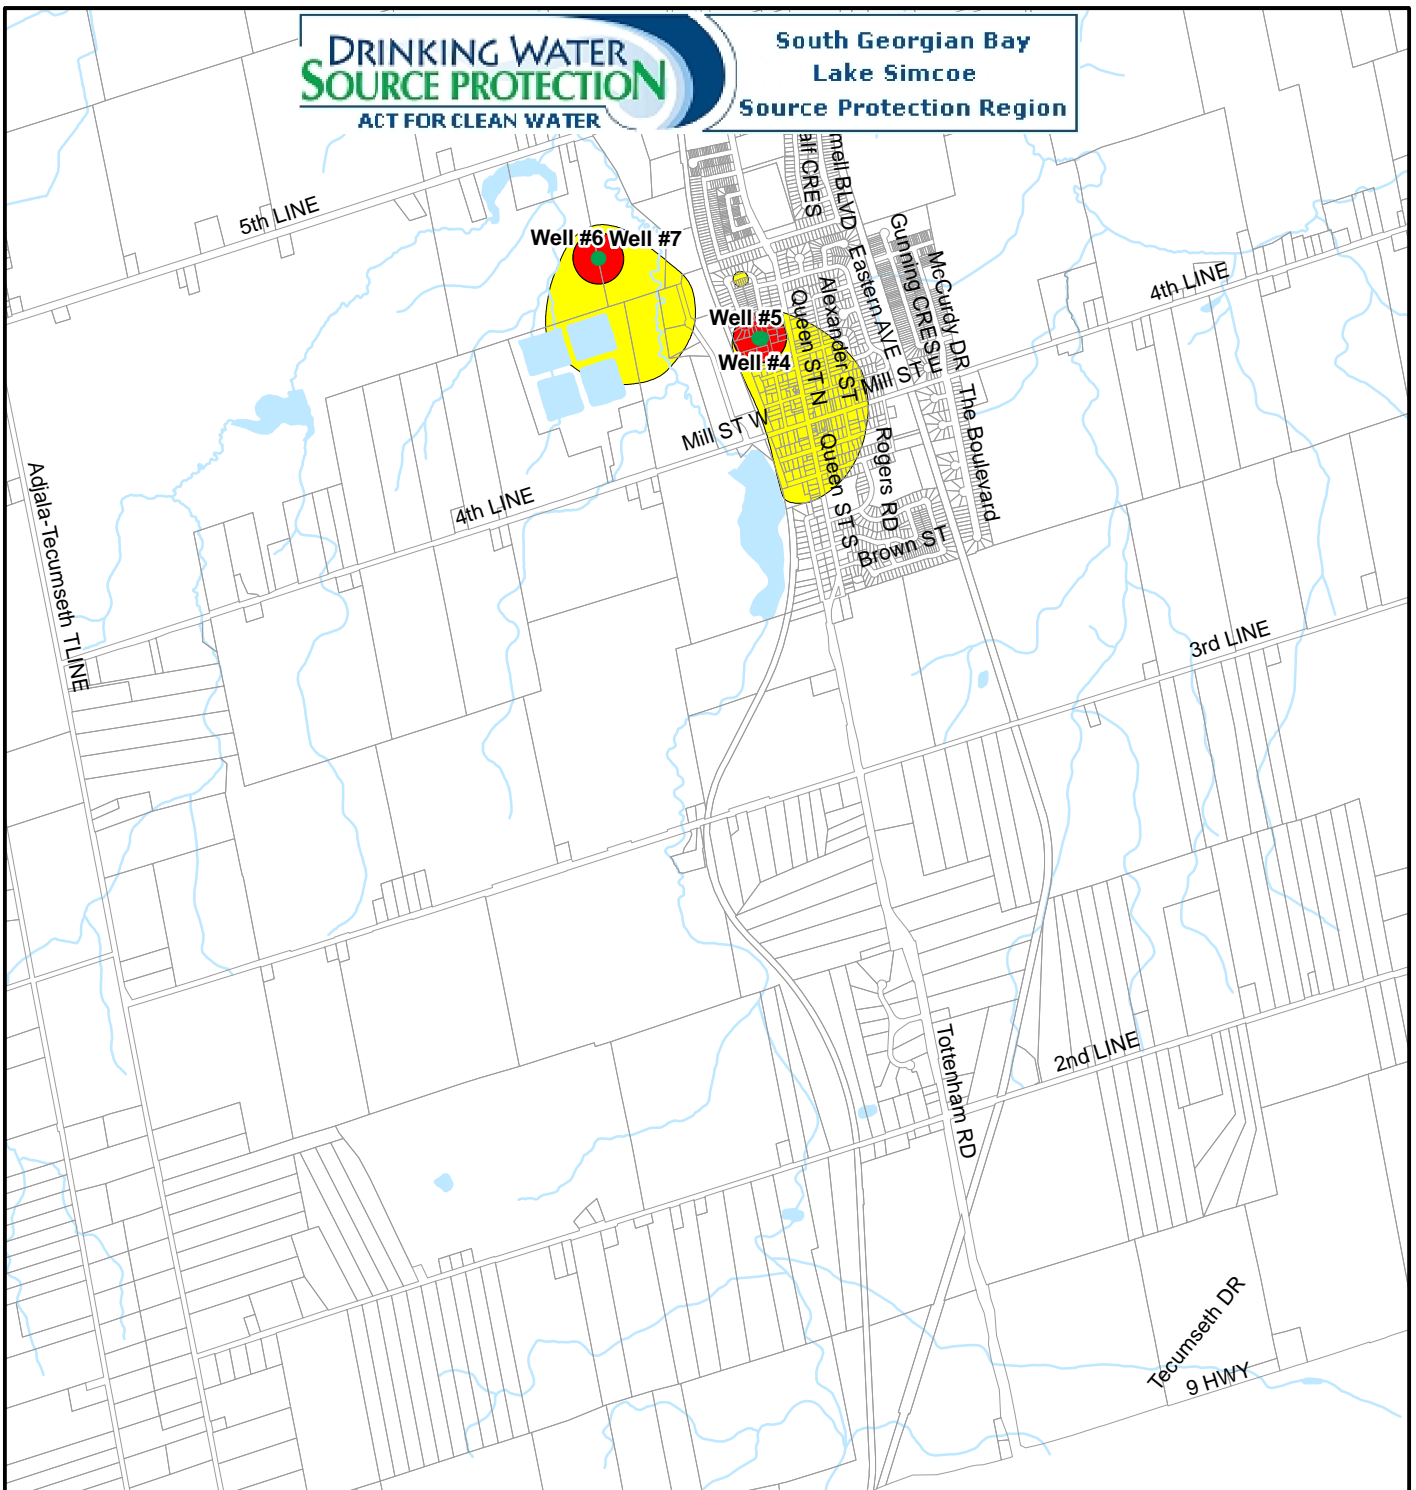 DRINKING WATER
SOURCE PROTECTION
ACT FOR CLEAN WATER
South Georgian Bay
Lake Simcoe
Source Protection Region
5th LINE
Well #6
Well #7
Well #5
Well #4
Gunning CRES
McCurdy DR
Eastern AVE
Alexander ST
Queen ST N
4th LINE
Mill ST E
Mill ST W
The Boulevard
Rogers RD
Queen ST S
Brown ST
4th LINE
Adjala-Tecumseth TLINE
3rd LINE
2nd LINE
Tottenham RD
Tecumseth DR
9 HWY